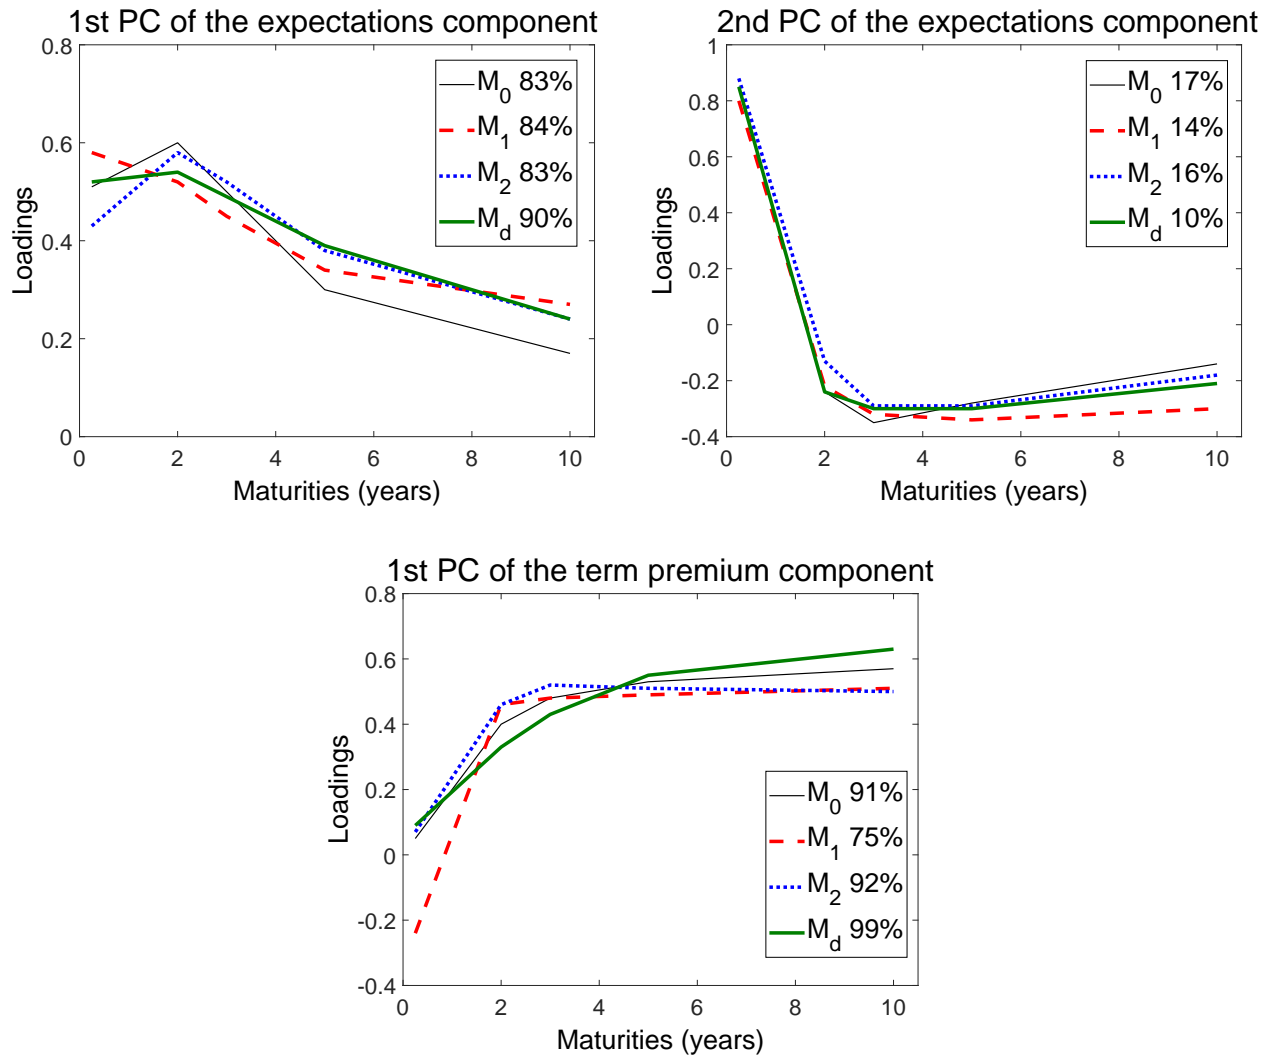 1st PC of the expectations component
0.8
0.6
0.4
0.2
0
Loadings
M0 83%
M1 84%
M2 83%
Md 90%
0 2 4 6 8 10
Maturities (years)
2nd PC of the expectations component
1
0.8
0.6
0.4
0.2
0
-0.2
-0.4
Loadings
M0 17%
M1 14%
M2 16%
Md 10%
0 2 4 6 8 10
Maturities (years)
1st PC of the term premium component
0.8
0.6
0.4
0.2
0
-0.2
-0.4
Loadings
M0 91%
M1 75%
M2 92%
Md 99%
0 2 4 6 8 10
Maturities (years)